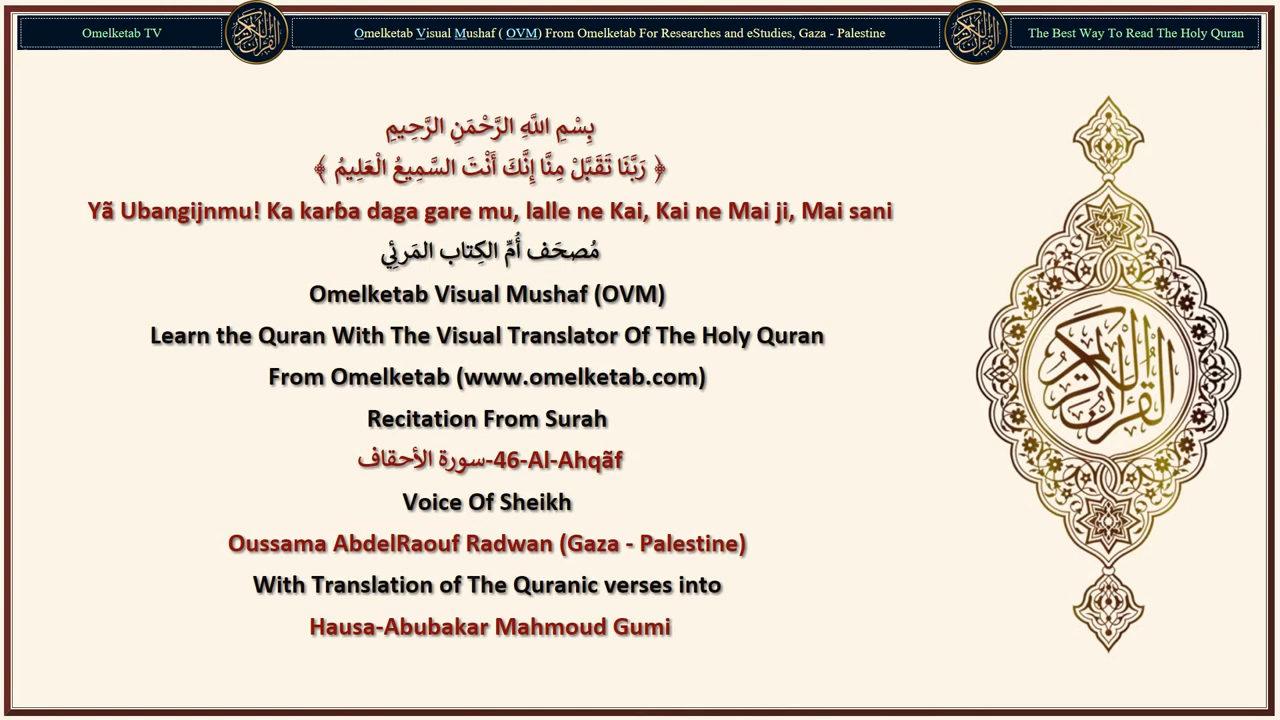 Omelketab TV
Omelketab Visual Mushaf ( OVM) From Omelketab For Researches and eStudies, Gaza - Palestine
The Best Way To Read The Holy Quran
بِسْمِ اللَّهِ الرَّحْمَنِ الرَّحِيمِ
﴿ رَبَّنَا تَقَبَّلْ مِنَّا إِنَّكَ أَنْتَ السَّمِيعُ الْعَلِيمُ ﴾
Yã Ubangijnmu! Ka karɓa daga gare mu, lalle ne Kai, Kai ne Mai ji, Mai sani
مُصحَف أُمِّ الكِتاب المَرئِي
Omelketab Visual Mushaf (OVM)
Learn the Quran With The Visual Translator Of The Holy Quran
From Omelketab (www.omelketab.com)
Recitation From Surah
سورة الأحقاف-46-Al-Ahqãf
Voice Of Sheikh
Oussama AbdelRaouf Radwan (Gaza - Palestine)
With Translation of The Quranic verses into
Hausa-Abubakar Mahmoud Gumi
القرآن الكريم